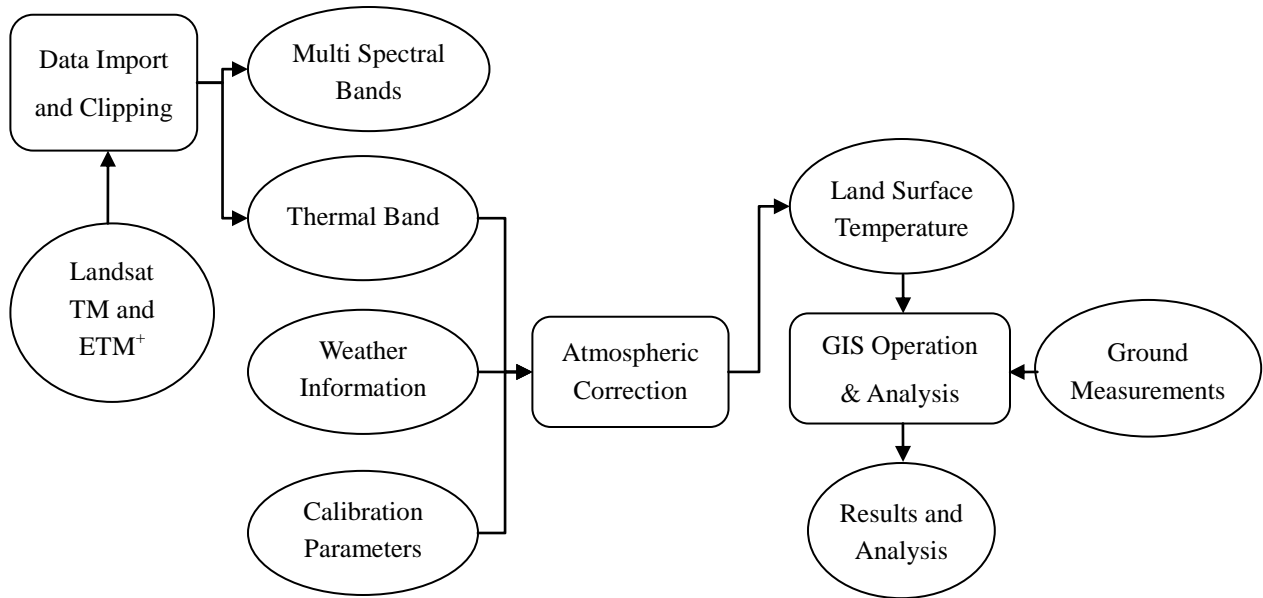 Data Import
and Clipping
Multi Spectral
Bands
Landsat
TM and
ETM⁺
Thermal Band
Weather
Information
Calibration
Parameters
Atmospheric
Correction
Land Surface
Temperature
GIS Operation
& Analysis
Ground
Measurements
Results and
Analysis